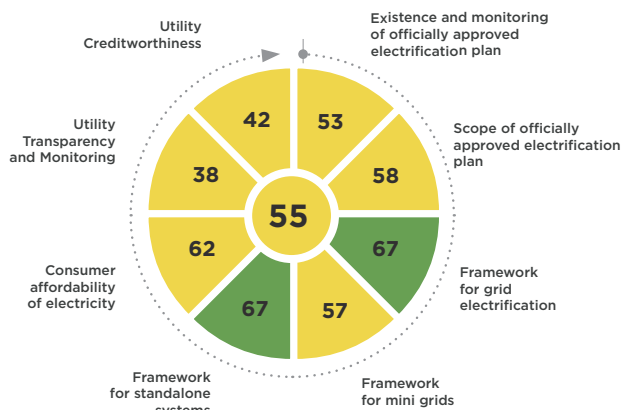 Existence and monitoring
of officially approved
electrification plan
53
Scope of officially
approved electrification
plan
58
Framework
for grid
electrification
67
Framework
for mini grids
57
Framework
for standalone
systems
67
Consumer
affordability
of electricity
62
Utility
Transparency
and Monitoring
38
Utility
Creditworthiness
42
55